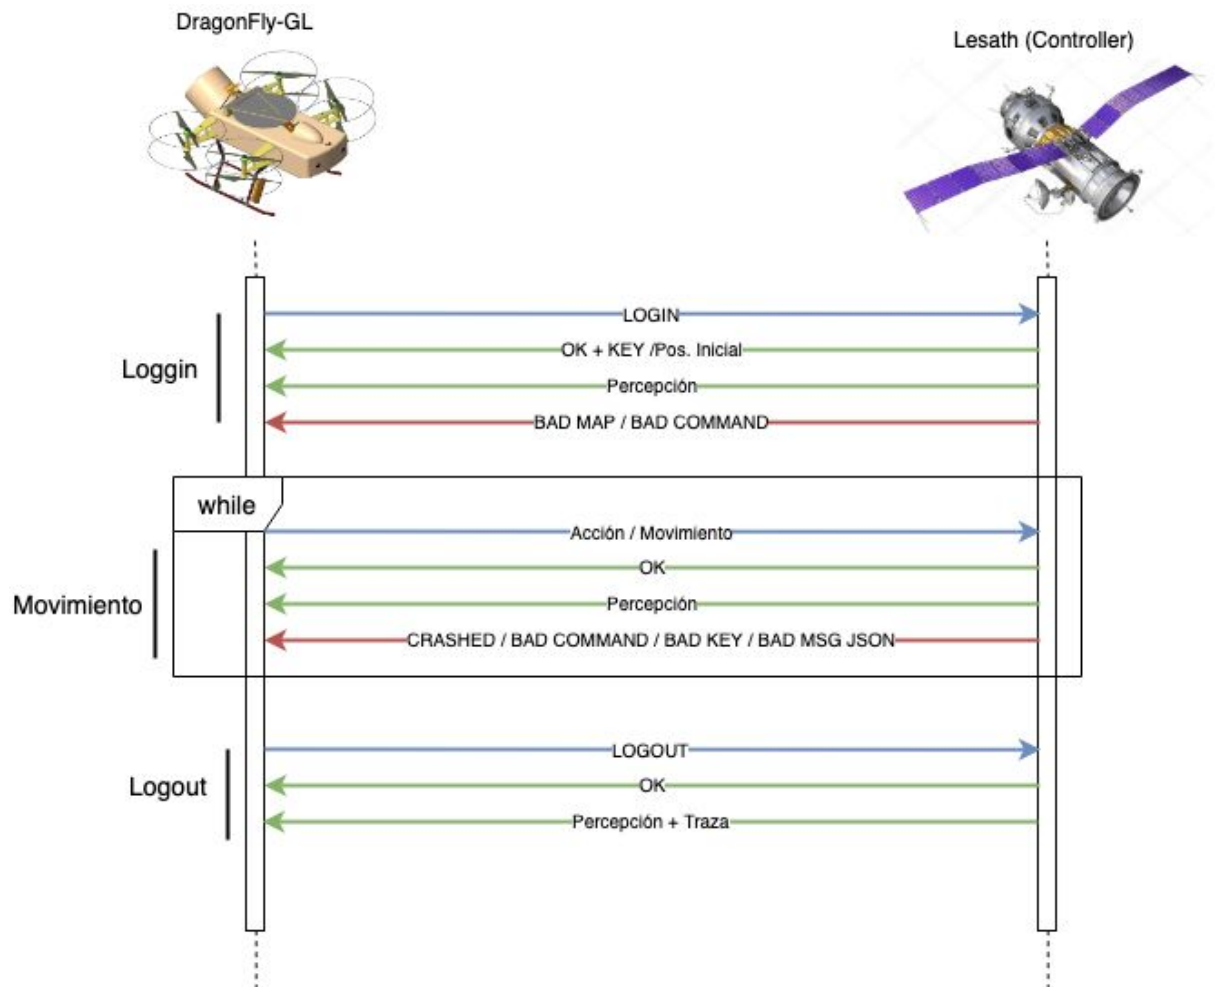 DragonFly-GL
Lesath (Controller)
LOGIN
OK + KEY /Pos. Inicial
Loggin
Percepción
BAD MAP / BAD COMMAND
while
Acción / Movimiento
OK
Movimiento
Percepción
CRASHED / BAD COMMAND / BAD KEY / BAD MSG JSON
LOGOUT
Logout
OK
Percepción + Traza